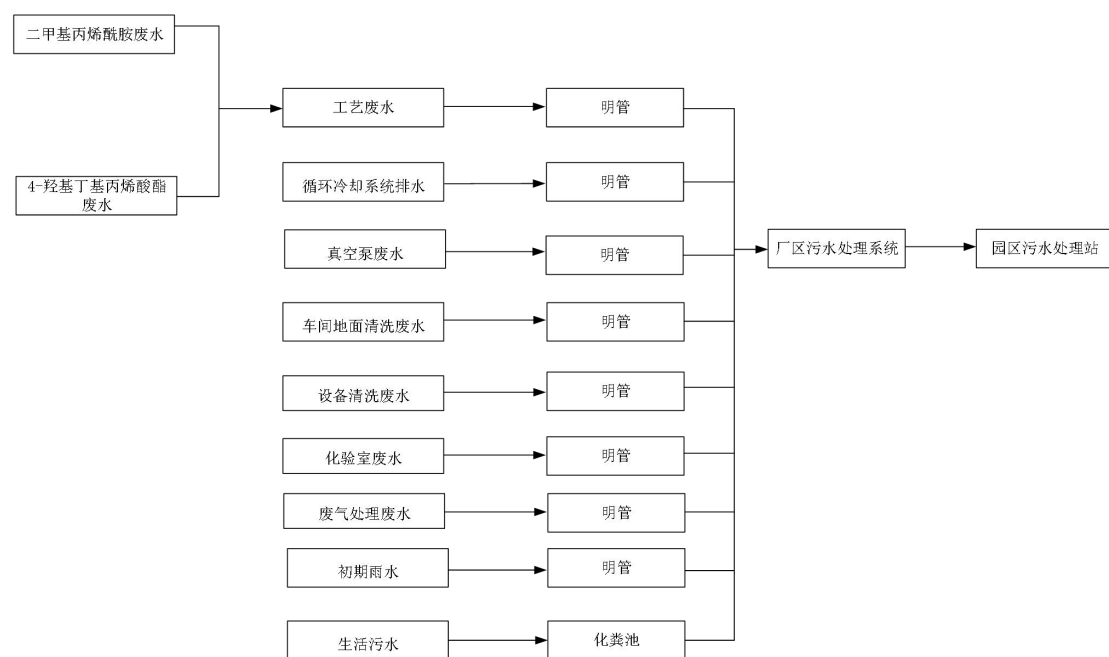 二甲基丙烯酰胺废水
4-羟基丁基丙烯酸酯
废水
工艺废水
明管
循环冷却系统排水
明管
真空泵废水
明管
厂区污水处理系统
园区污水处理站
车间地面清洗废水
明管
设备清洗废水
明管
化验室废水
明管
废气处理废水
明管
初期雨水
明管
生活污水
化粪池